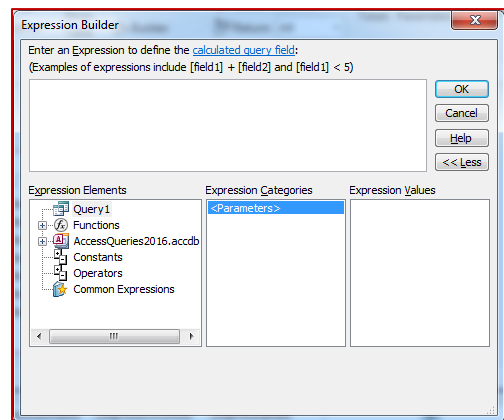 Expression Builder
Enter an Expression to define the calculated query field:
(Examples of expressions include [field1] + [field2] and [field1] < 5)
OK
Cancel
Help
<< Less
Expression Elements
Expression Categories
Expression Values
Query1
Functions
AccessQueries2016.accdb
Constants
Operators
Common Expressions
<Parameters>